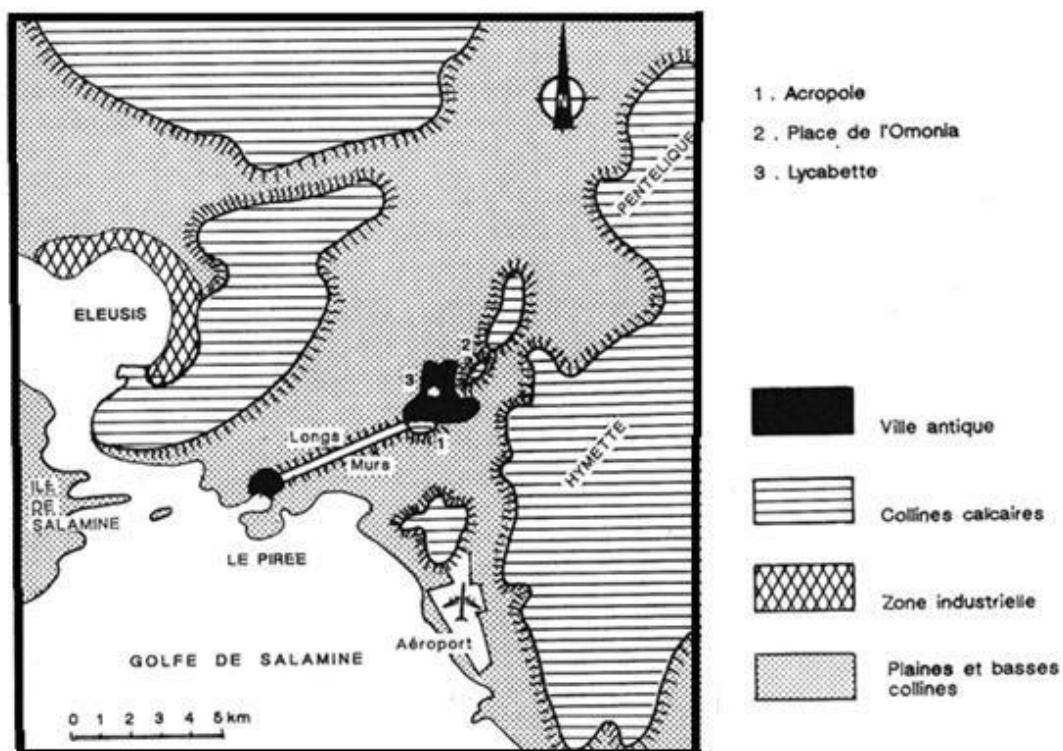 N
PENTELIQUE
ELEUSIS
2
3
1
Longs
Murs
HYMETTE
ILE
DE
SALAMINE
LE PIREE
Aéroport
GOLFE DE SALAMINE
0 1 2 3 4 5 km
1 . Acropole
2 . Place de l'Omonia
3 . Lycabette
Ville antique
Collines calcaires
Zone industrielle
Plaines et basses
collines